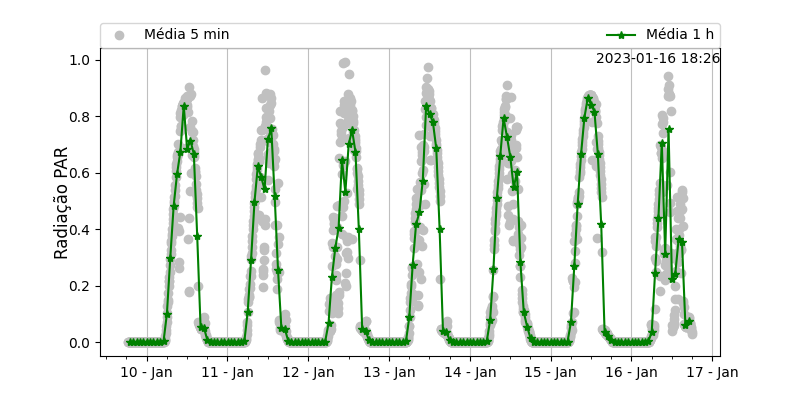 Média 5 min
Média 1 h
2023-01-16 18:26
Radiação PAR
1.0
0.8
0.6
0.4
0.2
0.0
10 - Jan
11 - Jan
12 - Jan
13 - Jan
14 - Jan
15 - Jan
16 - Jan
17 - Jan